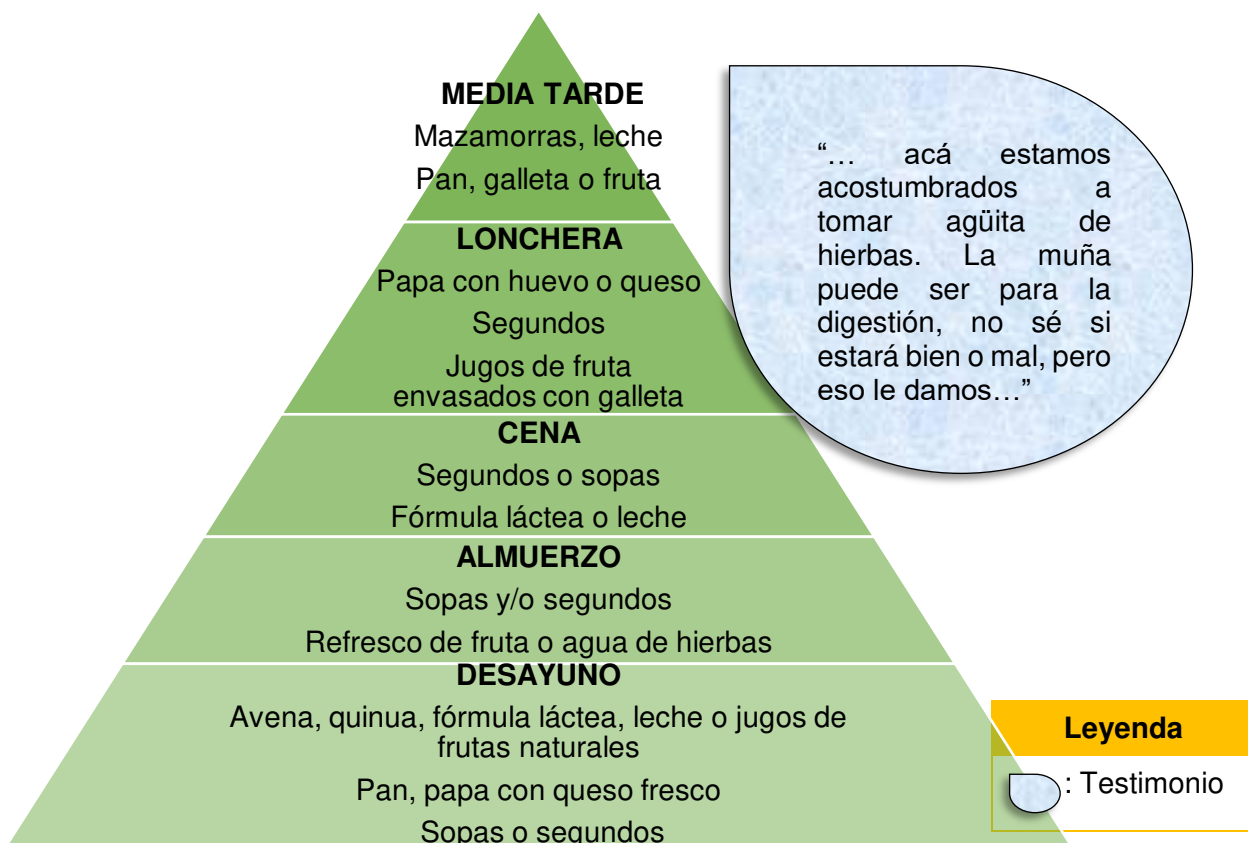 MEDIA TARDE
Mazamorras, leche
Pan, galleta o fruta
LONCHERA
Papa con huevo o queso
Segundos
Jugos de fruta
envasados con galleta
CENA
Segundos o sopas
Fórmula láctea o leche
ALMUERZO
Sopas y/o segundos
Refresco de fruta o agua de hierbas
DESAYUNO
Avena, quinua, fórmula láctea, leche o jugos de
frutas naturales
Pan, papa con queso fresco
Sopas o segundos
“… acá estamos
acostumbrados a
tomar agüita de
hierbas. La muña
puede ser para la
digestión, no sé si
estará bien o mal, pero
eso le damos…”
Leyenda
: Testimonio